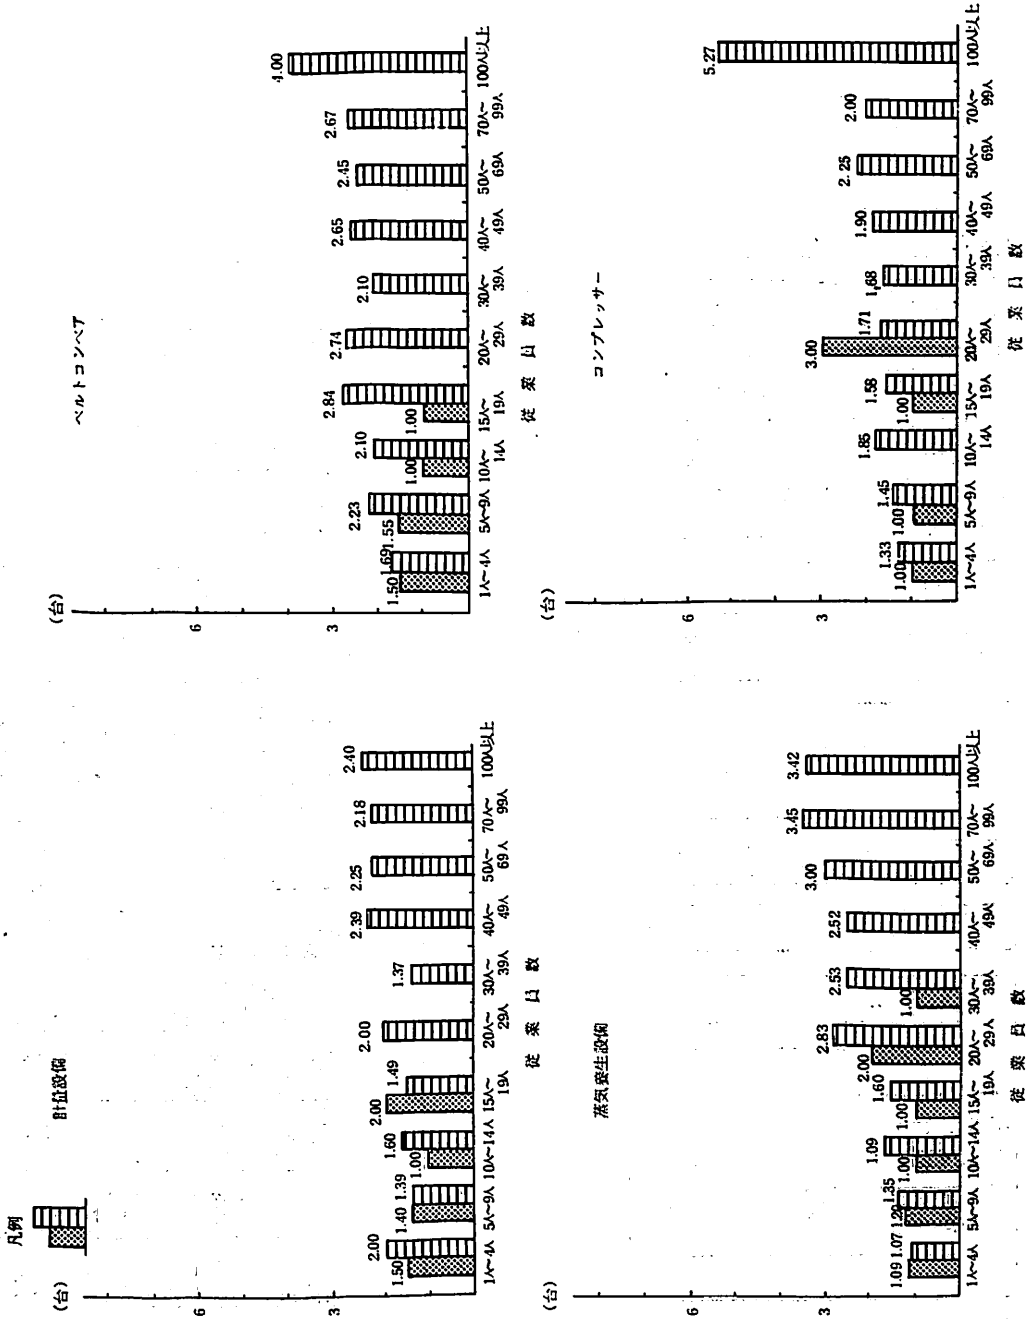 凡例
計量設備
(台)
6
3
1.50
2.00
1.40
1.39
1.00
1.60
2.00
1.49
2.00
1.37
2.39
2.25
2.18
2.40
1人～4人
5人～9人
10人～14人
15人～
19人
20人～
29人
30人～
39人
40人～
49人
50人～
69人
70人～
99人
100人以上
従業員数
ベルトコンベア
(台)
6
3
1.50
1.69
1.55
2.23
1.00
2.10
1.00
2.84
2.74
2.10
2.65
2.45
2.67
4.00
1人～4人
5人～9人
10人～
14人
15人～
19人
20人～
29人
30人～
39人
40人～
49人
50人～
69人
70人～
99人
100人以上
従業員数
蒸気養生設備
(台)
6
3
1.09
1.07
1.35
1.00
1.09
1.00
1.60
2.00
2.83
1.00
2.53
2.52
3.00
3.45
3.42
1人～4人
5人～9人
10人～14人
15人～
19人
20人～
29人
30人～
39人
40人～
49人
50人～
69人
70人～
99人
100人以上
従業員数
コンプレッサー
(台)
6
3
1.00
1.33
1.00
1.45
1.85
1.00
1.58
3.00
1.71
1.68
1.90
2.25
2.00
5.27
1人～4人
5人～9人
10人～
14人
15人～
19人
20人～
29人
30人～
39人
40人～
49人
50人～
69人
70人～
99人
100人以上
従業員数